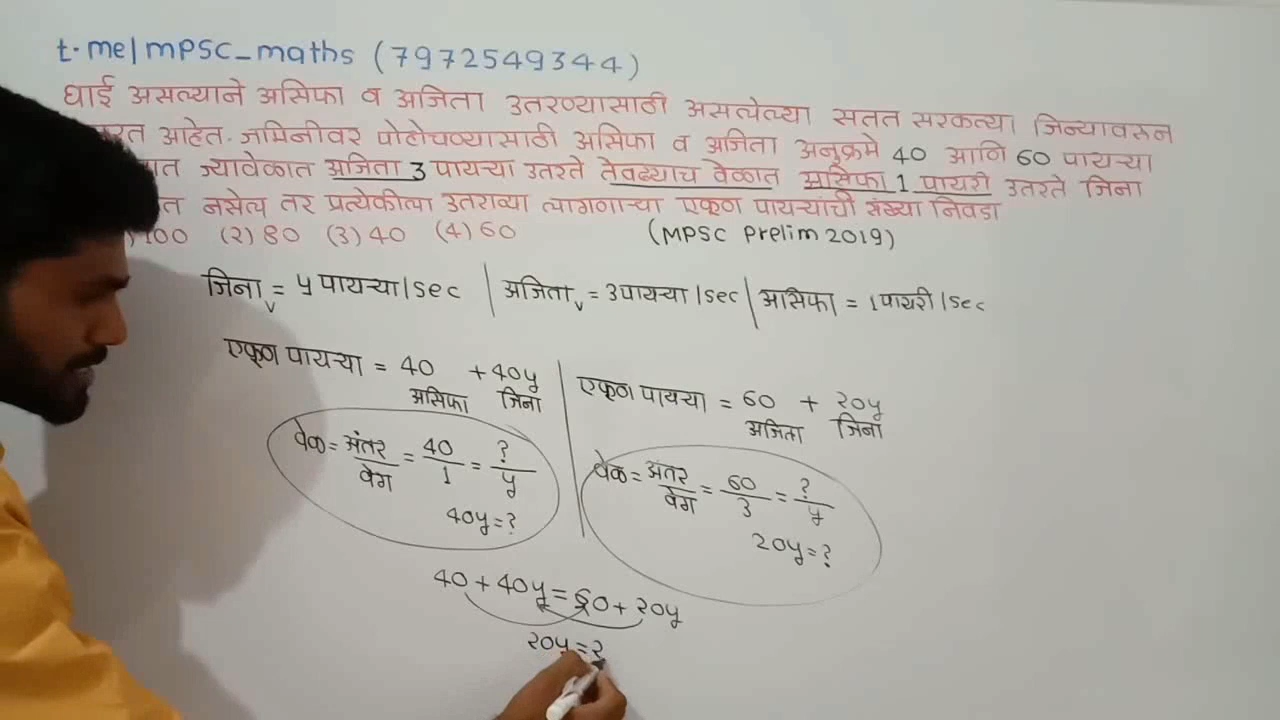 t.me/mpsc_maths (7972549344)
घाई असल्याने असिफा व अजिता उतरण्यासाठी असलेल्या सतत सरकत्या जिन्यावरून
रत आहेत. जमिनीवर पोहोचण्यासाठी असिफा व अजिता अनुक्रमे 40 आणि 60 पायऱ्या
ात ज्यावेळात अजिता 3 पायऱ्या उतरते तेवढ्याच वेळात असिफा 1 पायरी उतरते जिना
त नसेल तर प्रत्येकीला उतराव्या लागणाऱ्या एकूण पायऱ्यांची संख्या निवडा
100 (2) 80 (3) 40 (4) 60 (MPSC Prelim 2019)
जिना v = y पायऱ्या/sec | अजिता v = 3 पायऱ्या/sec | असिफा = 1 पायरी/sec
एकूण पायऱ्या = 40 + 40y
असिफा जिना
वेळ = अंतर/वेग = 40/1 = ?/y
40y = ?
एकूण पायऱ्या = 60 + 20y
अजिता जिना
वेळ = अंतर/वेग = 60/3 = ?/y
20y = ?
40 + 40y = 60 + 20y
20y = 2